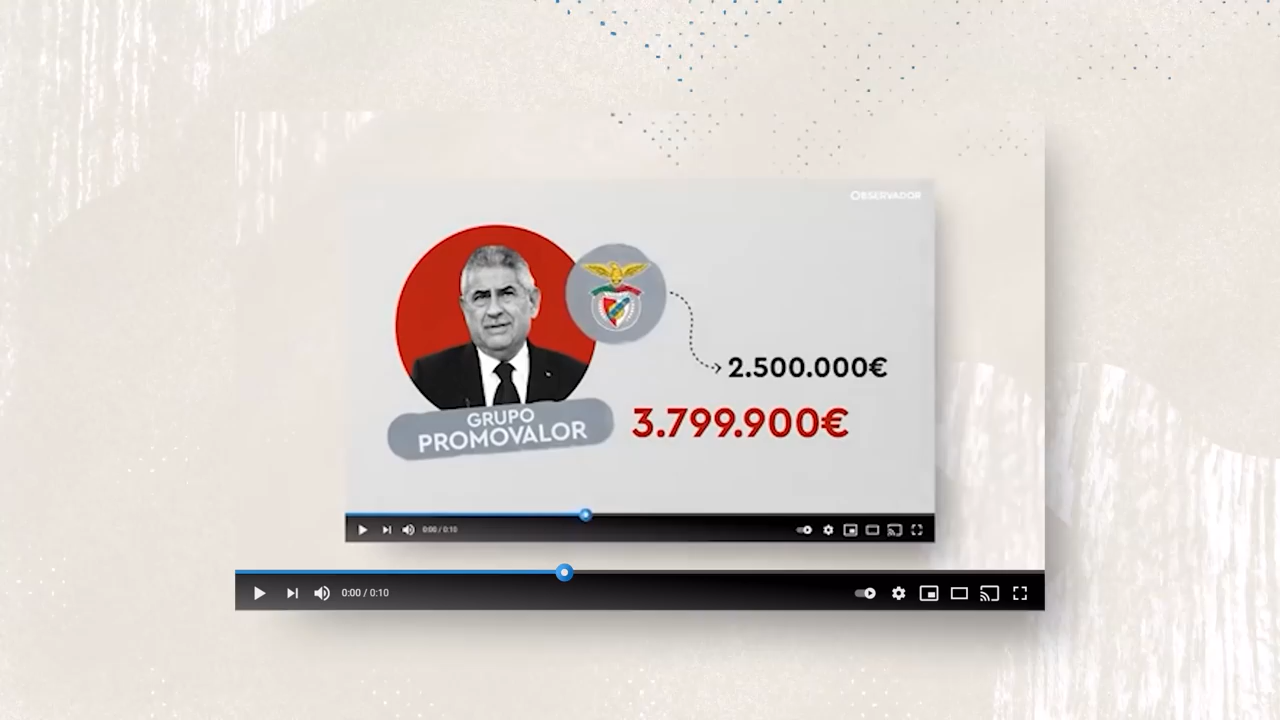 OBSERVADOR
2.500.000€
GRUPO
PROMOVALOR
3.799.900€
0:00 / 0:10
0:00 / 0:10